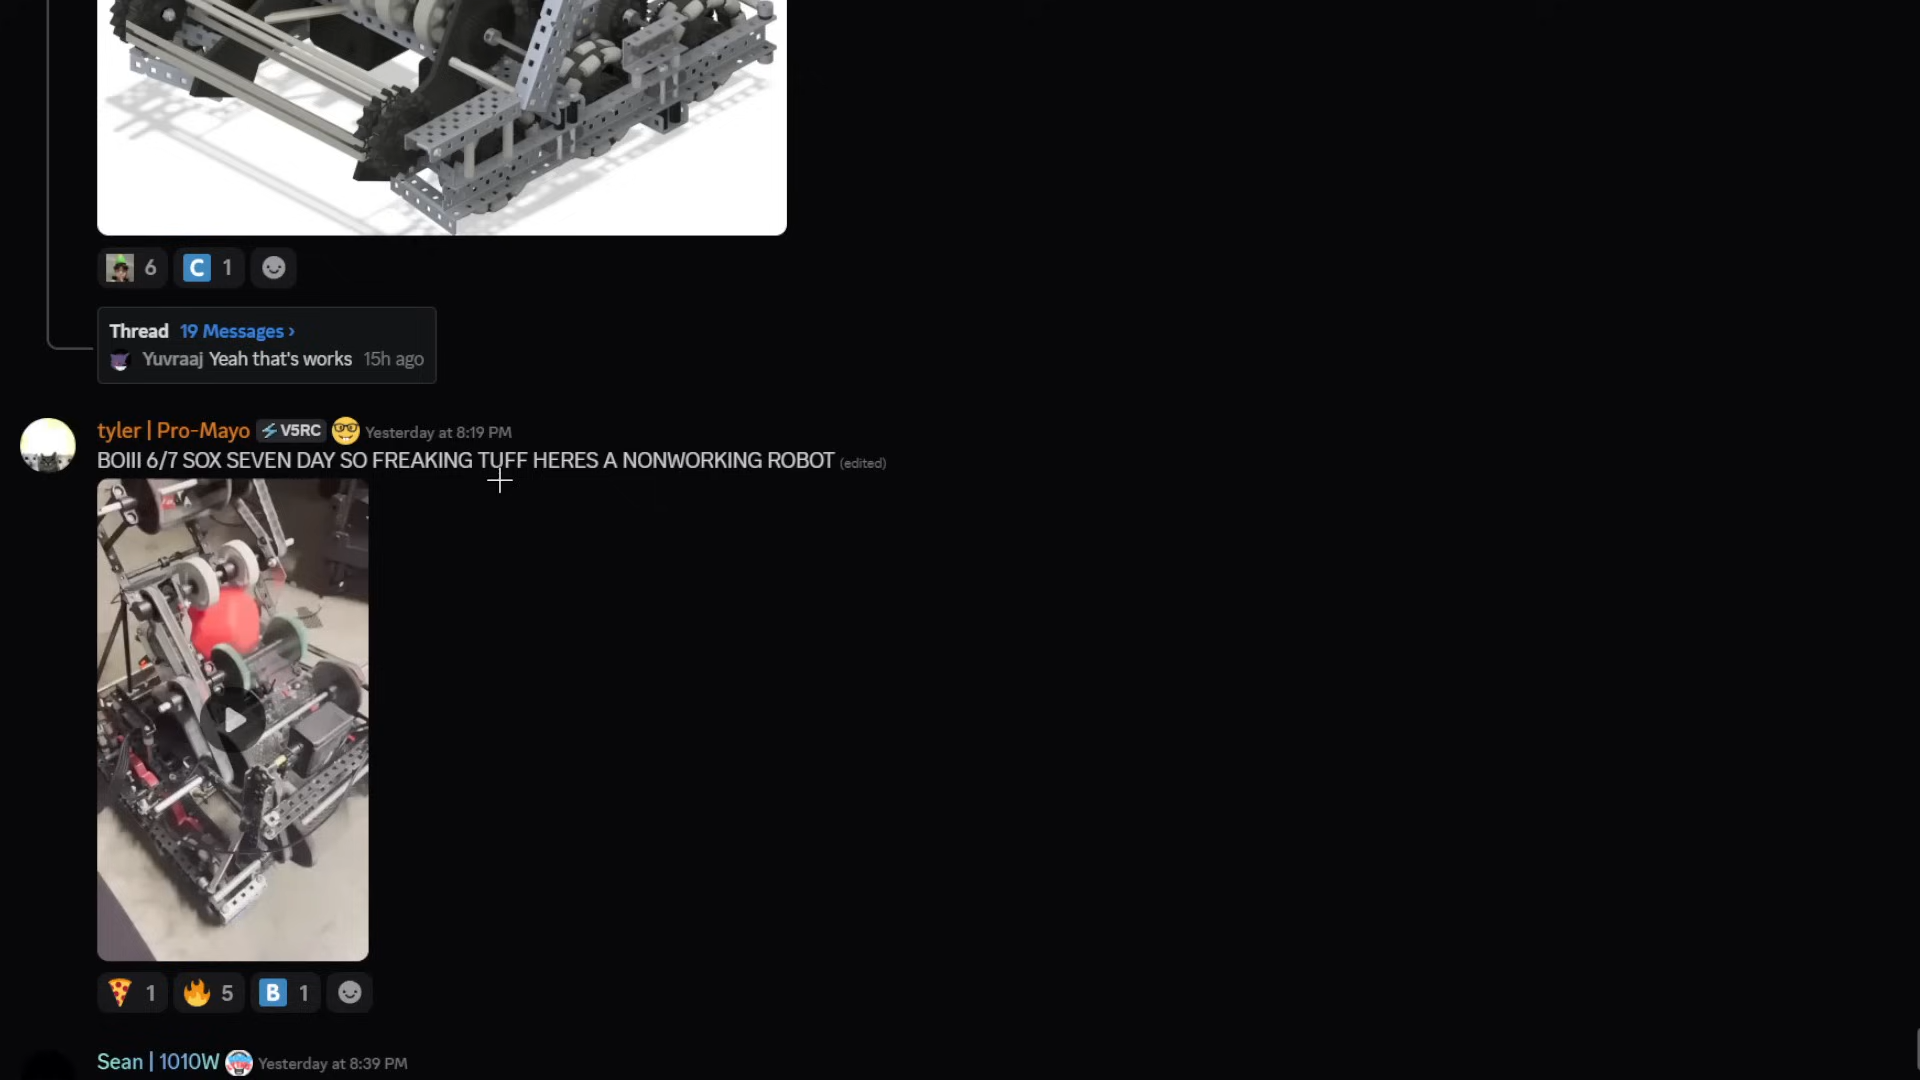 6 C 1
Thread 19 Messages ›
Yuvraaj Yeah that's works 15h ago
tyler | Pro-Mayo V5RC Yesterday at 8:19 PM
BOIII 6/7 SOX SEVEN DAY SO FREAKING TUFF HERES A NONWORKING ROBOT (edited)
1 5 B 1
Sean | 1010W Yesterday at 8:39 PM